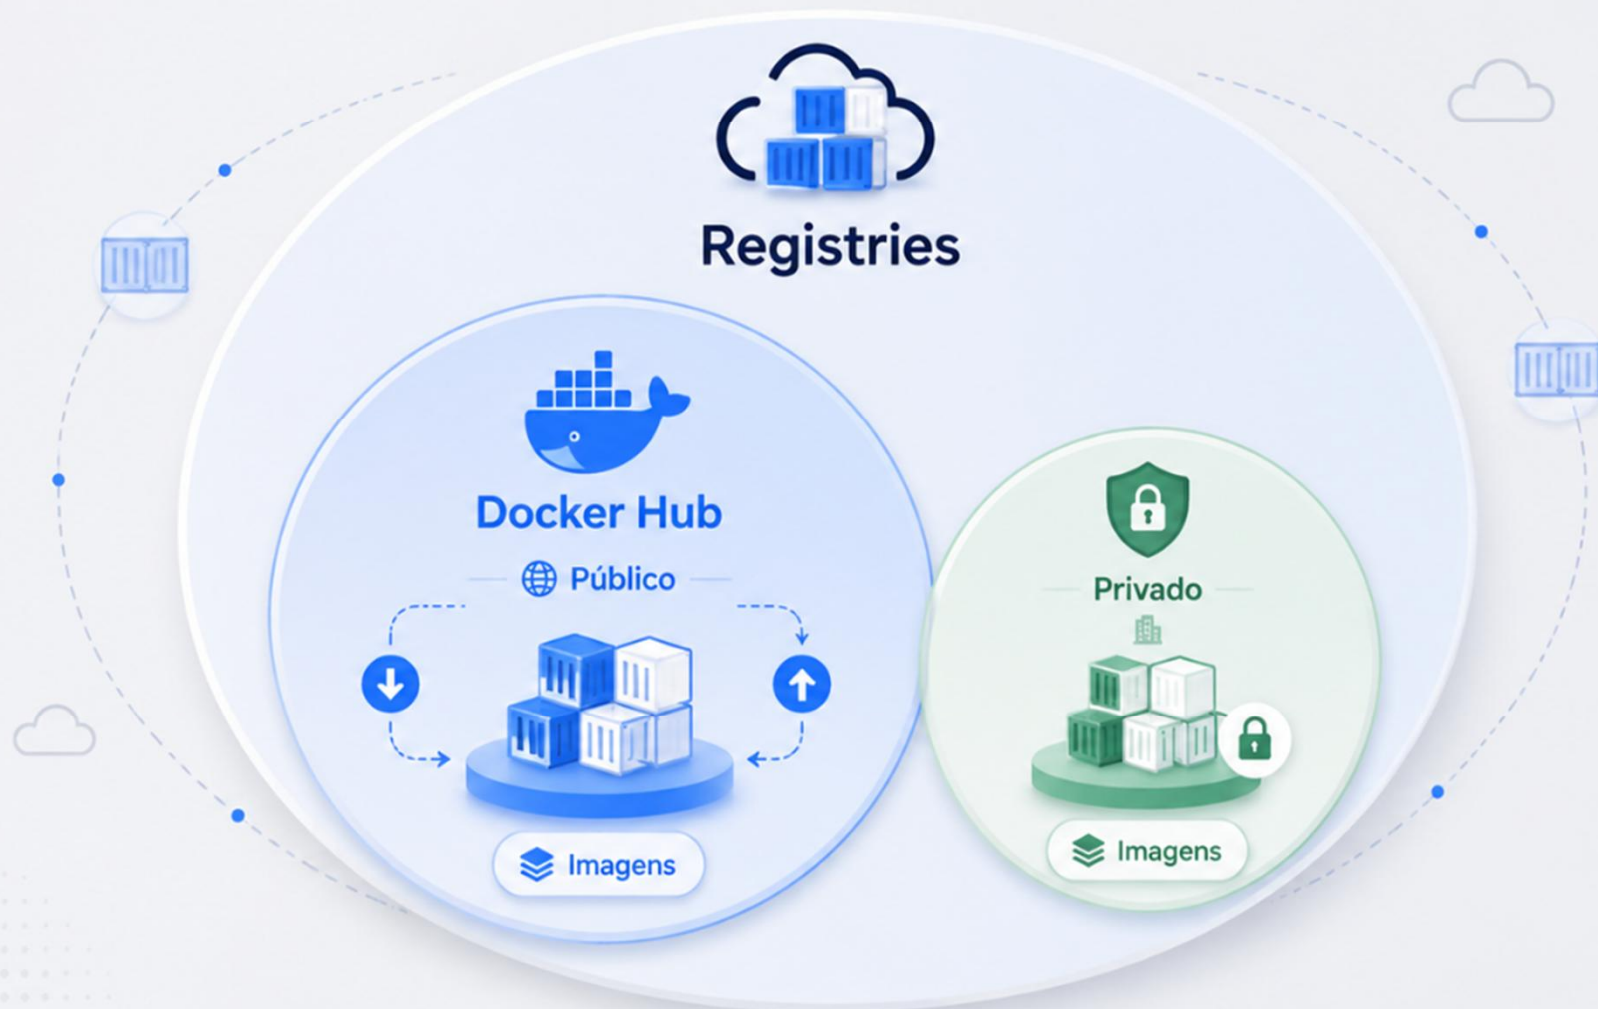 Registries
Docker Hub
Público
Imagens
Privado
Imagens